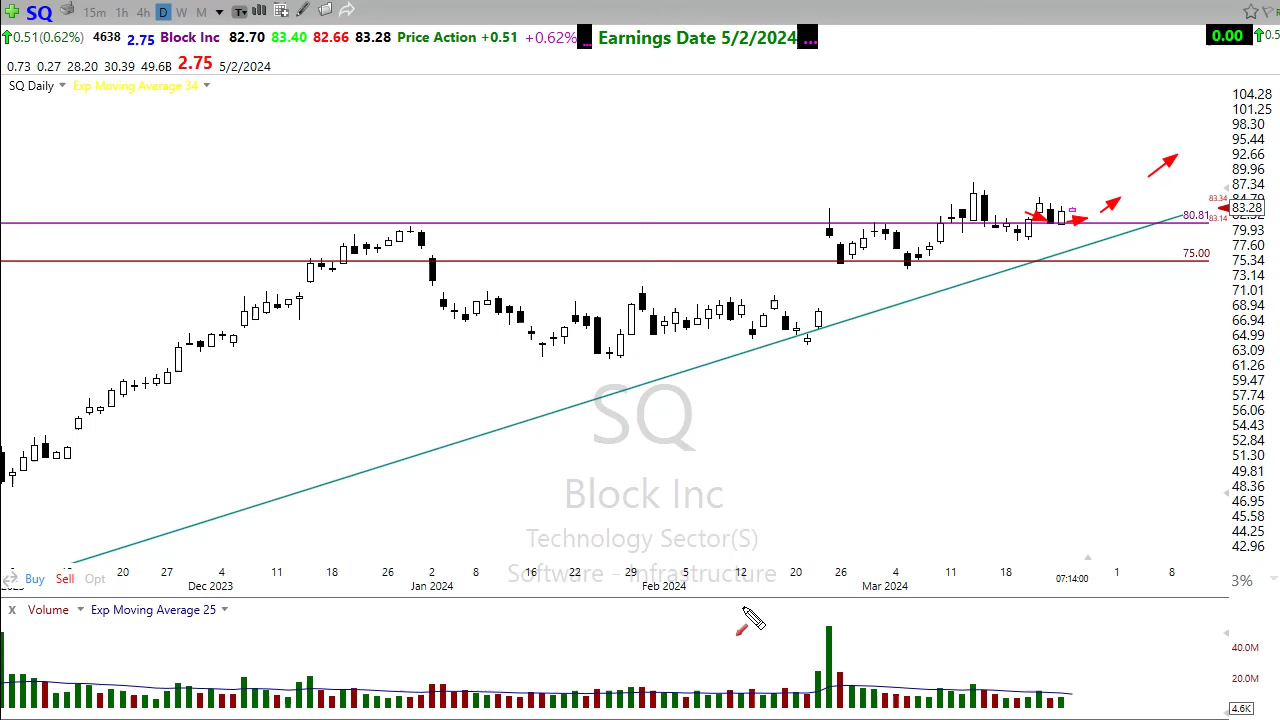 SQ 15m 1h 4h D W M T
0.51(0.62%) 4638 2.75 Block Inc 82.70 83.40 82.66 83.28 Price Action +0.51 +0.62% ... Earnings Date 5/2/2024 ... 0.00
0.73 0.27 28.20 30.39 49.6B 2.75 5/2/2024
SQ Daily Exp Moving Average 34
104.28
101.25
98.30
95.44
92.66
89.96
87.34
83.34
83.28
80.81 83.14
79.93
77.60
75.00
75.34
73.14
71.01
68.94
66.94
64.99
63.09
61.26
59.47
57.74
56.06
54.43
52.84
51.30
49.81
48.36
46.95
45.58
44.25
42.96
SQ
Block Inc
Technology Sector(S)
Software - Infrastructure
20 27 4 11 18 26 2 8 16 22 29 5 12 20 26 4 11 18 1 8
Buy Sell Opt 07:14:00 3%
Dec 2023 Jan 2024 Feb 2024 Mar 2024
X Volume Exp Moving Average 25
40.0M
20.0M
4.6K